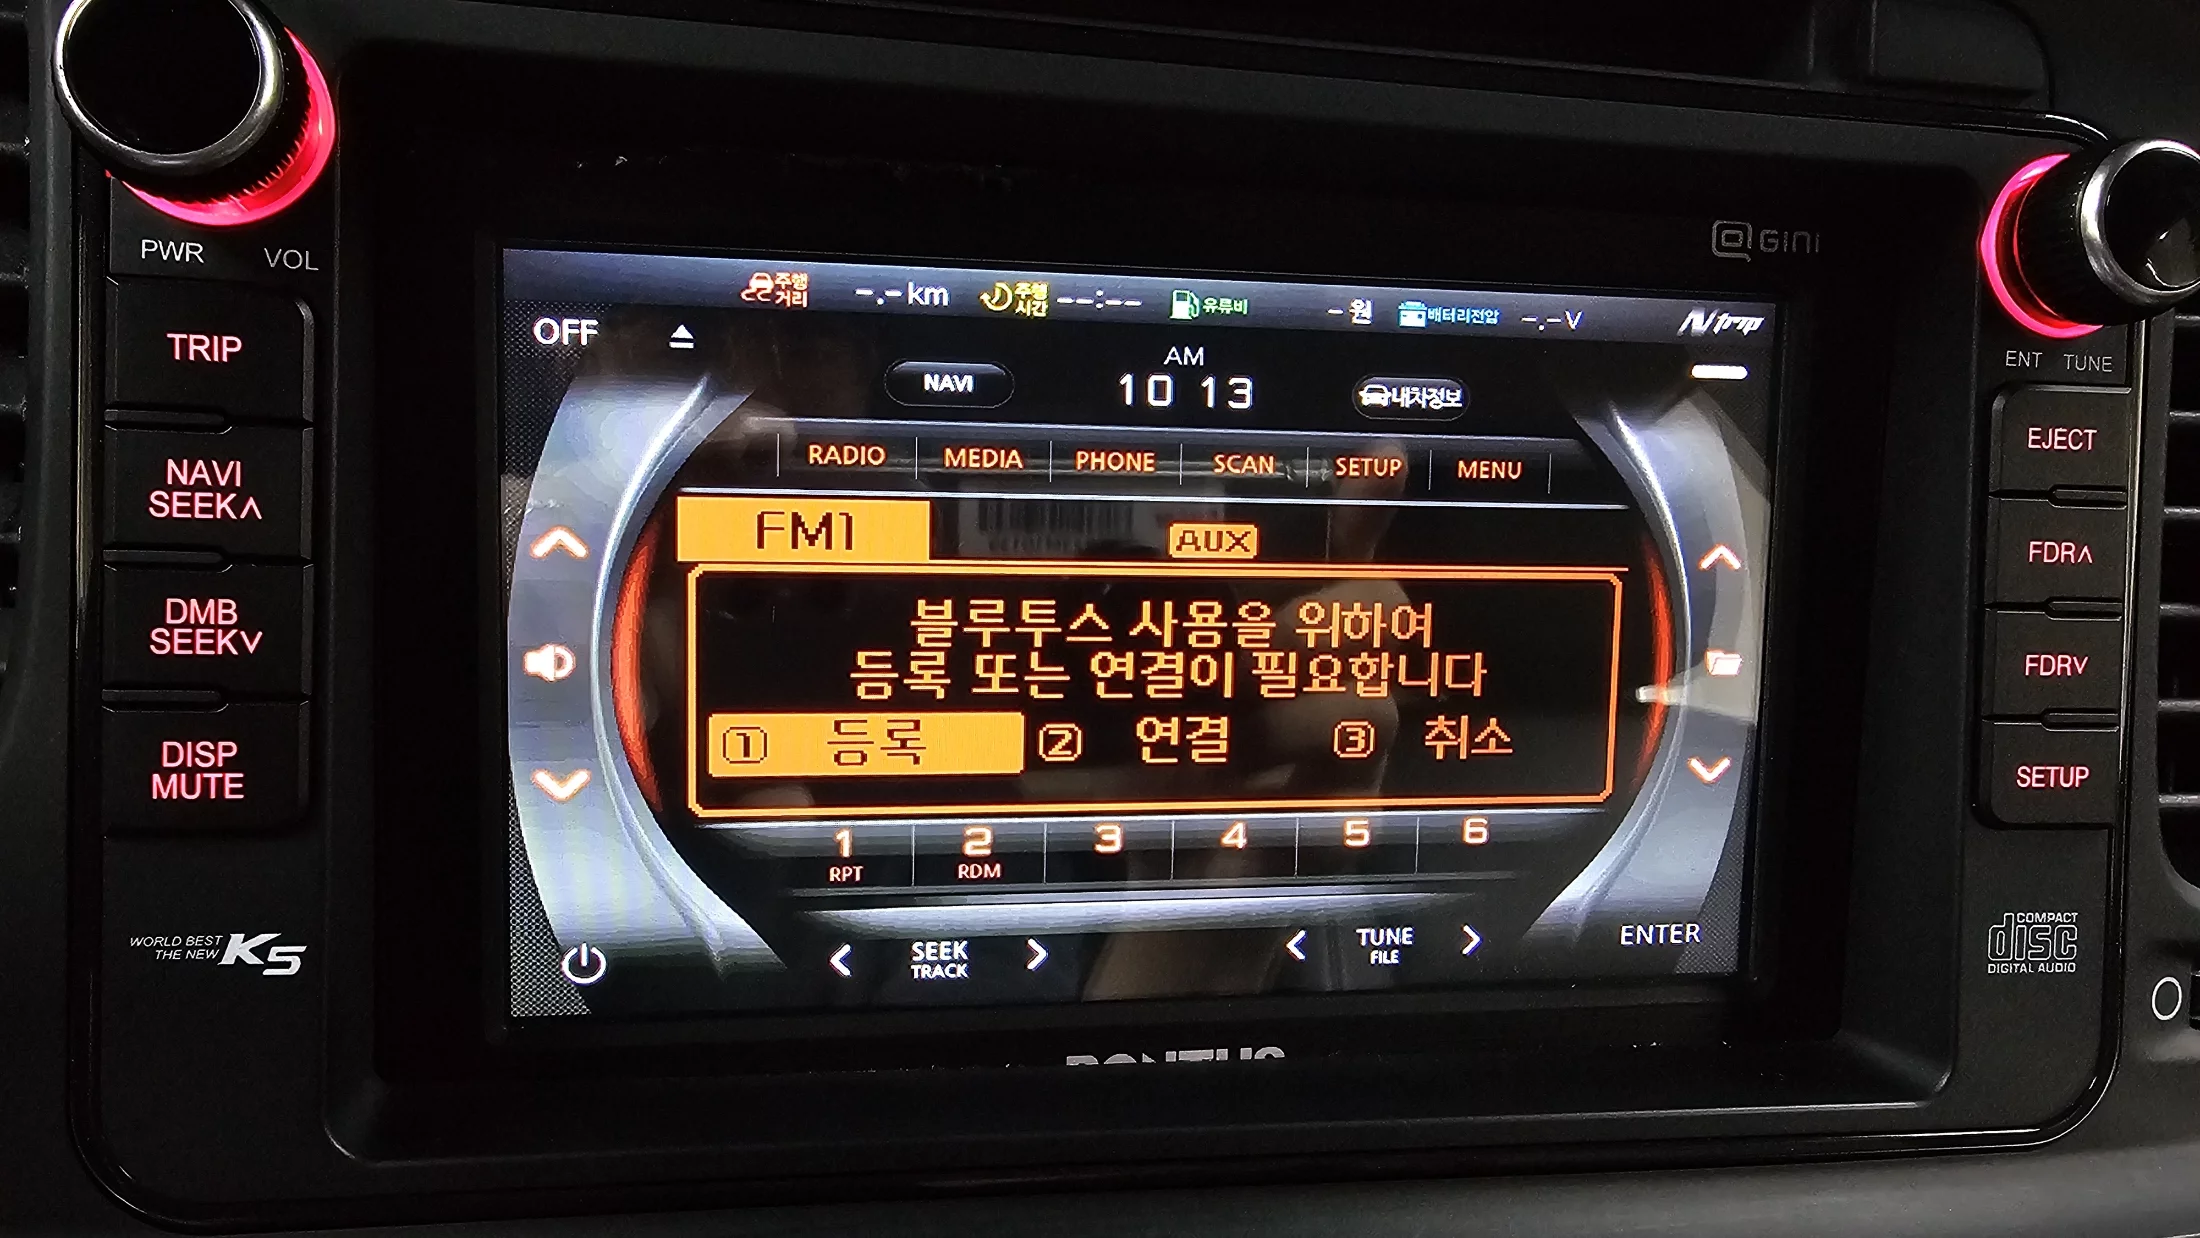 PWR VOL
TRIP
NAVI
SEEK∧
DMB
SEEK∨
DISP
MUTE
WORLD BEST
THE NEW K5
GINI
주행
거리 -.- km
주행
시간 --:--
유류비 - 원
배터리전압 -.- V
N trip
OFF
AM
NAVI 10 13 내차정보
RADIO MEDIA PHONE SCAN SETUP MENU
FM1 AUX
블루투스 사용을 위하여
등록 또는 연결이 필요합니다
① 등록 ② 연결 ③ 취소
1 2 3 4 5 6
RPT RDM
< SEEK >
TRACK
< TUNE >
FILE
ENTER
PONTUS
ENT TUNE
EJECT
FDR∧
FDR∨
SETUP
COMPACT
disc
DIGITAL AUDIO